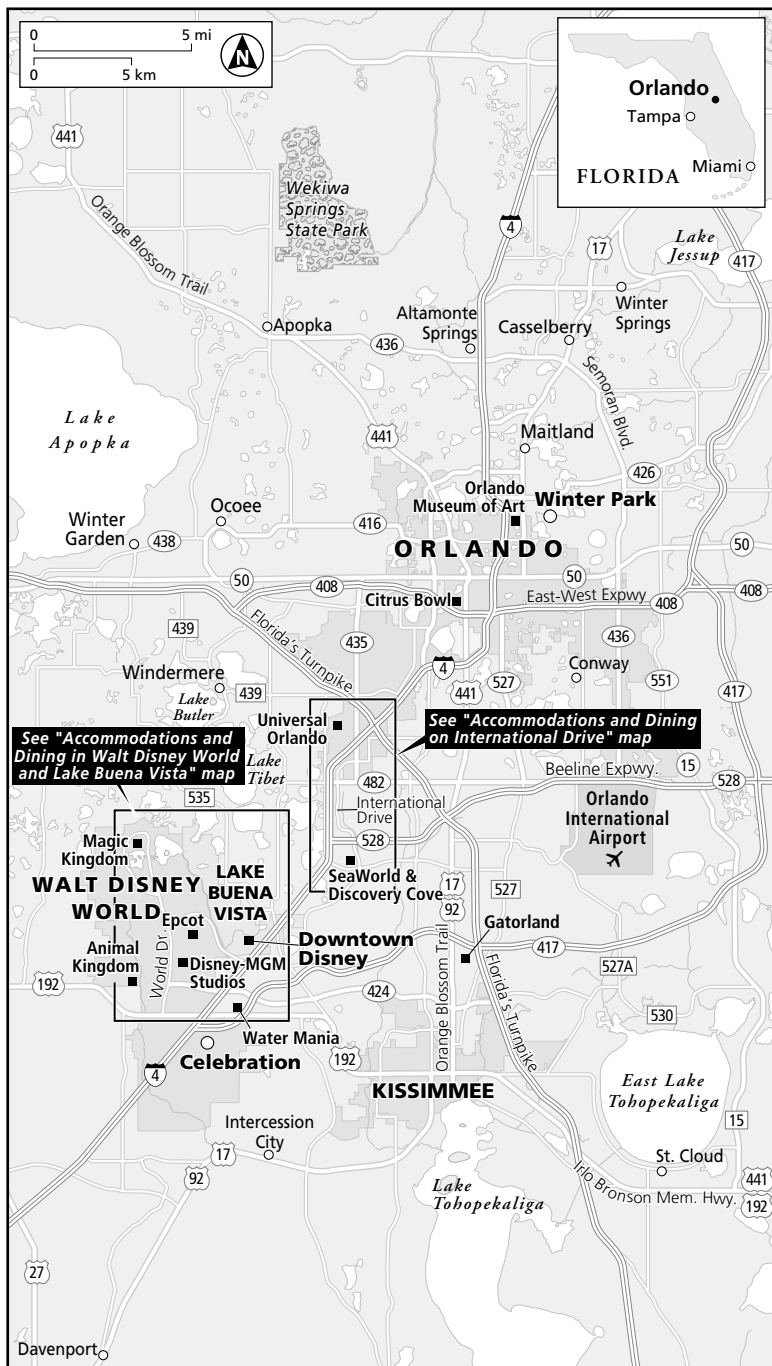 0 5 mi
0 5 km
N
Orlando
Tampa
Miami
FLORIDA
441
Orange Blossom Trail
Wekiwa
Springs
State Park
4
17
Lake
Jessup
417
Winter
Springs
Altamonte
Springs
Casselberry
Apopka
436
Semoran Blvd.
Lake
Apopka
441
Maitland
426
Orlando
Museum of Art
Winter Park
Ocoee
416
Winter
Garden
438
ORLANDO
50
50
408
50
Citrus Bowl
East-West Expwy
408
408
439
Florida's Turnpike
435
436
4
Windermere
439
441
527
Conway
551
417
Lake
Butler
Universal
Orlando
See "Accommodations and Dining
on International Drive" map
See "Accommodations and
Dining in Walt Disney World
and Lake Buena Vista" map
Lake
Tibet
482
Beeline Expwy.
15
528
535
International
Drive
Orlando
International
Airport
528
Magic
Kingdom
SeaWorld &
Discovery Cove
WALT DISNEY
WORLD
LAKE
BUENA
VISTA
17
92
527
Epcot
Gatorland
Downtown
Disney
417
Animal
Kingdom
World Dr.
Disney-MGM
Studios
Orange Blossom Trail
Florida's Turnpike
527A
192
424
530
Water Mania
Celebration
192
4
KISSIMMEE
East Lake
Tohopekaliga
15
Intercession
City
17
92
St. Cloud
Irlo Bronson Mem. Hwy.
441
192
Lake
Tohopekaliga
27
Davenport